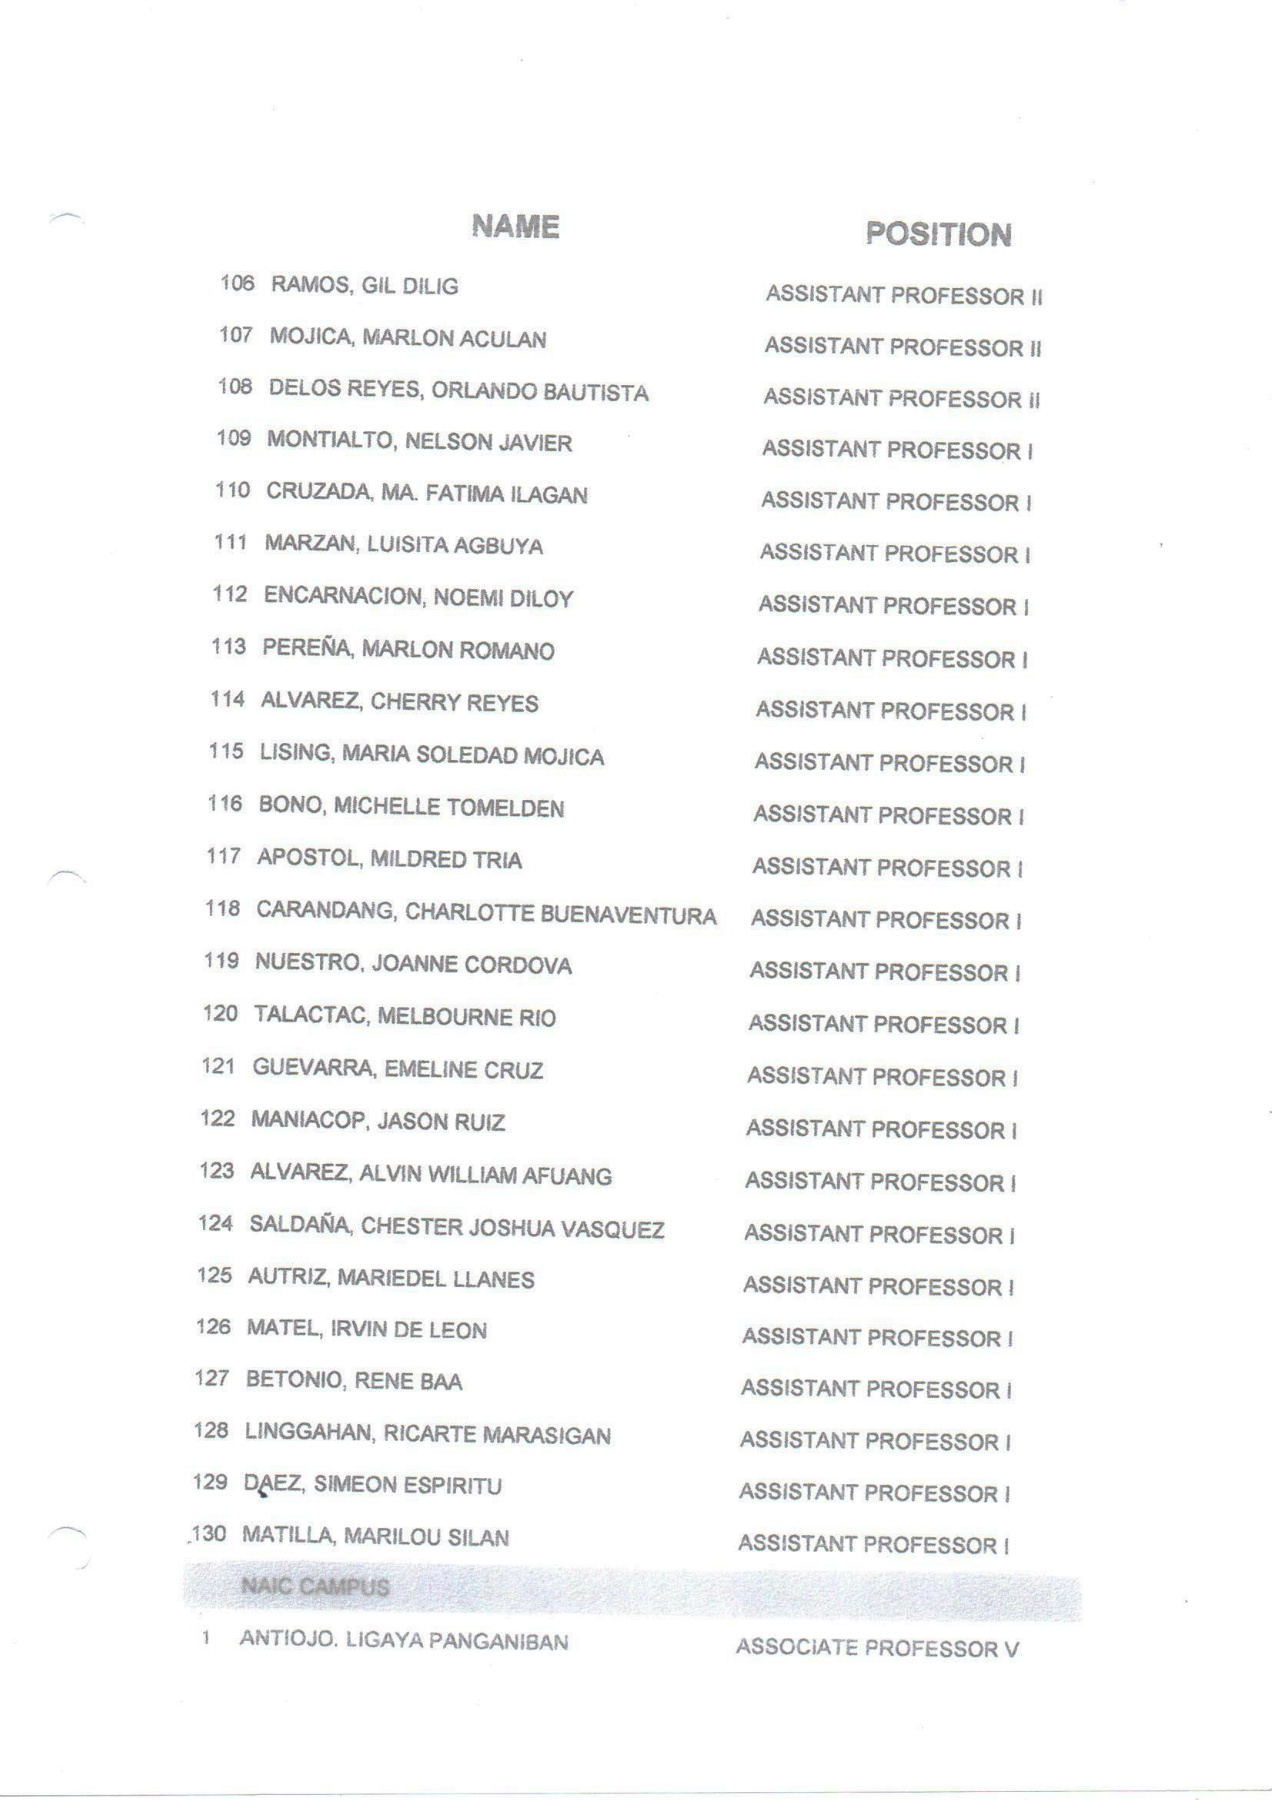 NAME POSITION
106 RAMOS, GIL DILIG ASSISTANT PROFESSOR II
107 MOJICA, MARLON ACULAN ASSISTANT PROFESSOR II
108 DELOS REYES, ORLANDO BAUTISTA ASSISTANT PROFESSOR II
109 MONTIALTO, NELSON JAVIER ASSISTANT PROFESSOR I
110 CRUZADA, MA. FATIMA ILAGAN ASSISTANT PROFESSOR I
111 MARZAN, LUISITA AGBUYA ASSISTANT PROFESSOR I
112 ENCARNACION, NOEMI DILOY ASSISTANT PROFESSOR I
113 PEREÑA, MARLON ROMANO ASSISTANT PROFESSOR I
114 ALVAREZ, CHERRY REYES ASSISTANT PROFESSOR I
115 LISING, MARIA SOLEDAD MOJICA ASSISTANT PROFESSOR I
116 BONO, MICHELLE TOMELDEN ASSISTANT PROFESSOR I
117 APOSTOL, MILDRED TRIA ASSISTANT PROFESSOR I
118 CARANDANG, CHARLOTTE BUENAVENTURA ASSISTANT PROFESSOR I
119 NUESTRO, JOANNE CORDOVA ASSISTANT PROFESSOR I
120 TALACTAC, MELBOURNE RIO ASSISTANT PROFESSOR I
121 GUEVARRA, EMELINE CRUZ ASSISTANT PROFESSOR I
122 MANIACOP, JASON RUIZ ASSISTANT PROFESSOR I
123 ALVAREZ, ALVIN WILLIAM AFUANG ASSISTANT PROFESSOR I
124 SALDAÑA, CHESTER JOSHUA VASQUEZ ASSISTANT PROFESSOR I
125 AUTRIZ, MARIEDEL LLANES ASSISTANT PROFESSOR I
126 MATEL, IRVIN DE LEON ASSISTANT PROFESSOR I
127 BETONIO, RENE BAA ASSISTANT PROFESSOR I
128 LINGGAHAN, RICARTE MARASIGAN ASSISTANT PROFESSOR I
129 DAEZ, SIMEON ESPIRITU ASSISTANT PROFESSOR I
130 MATILLA, MARILOU SILAN ASSISTANT PROFESSOR I
NAIC CAMPUS
1 ANTIOJO. LIGAYA PANGANIBAN ASSOCIATE PROFESSOR V